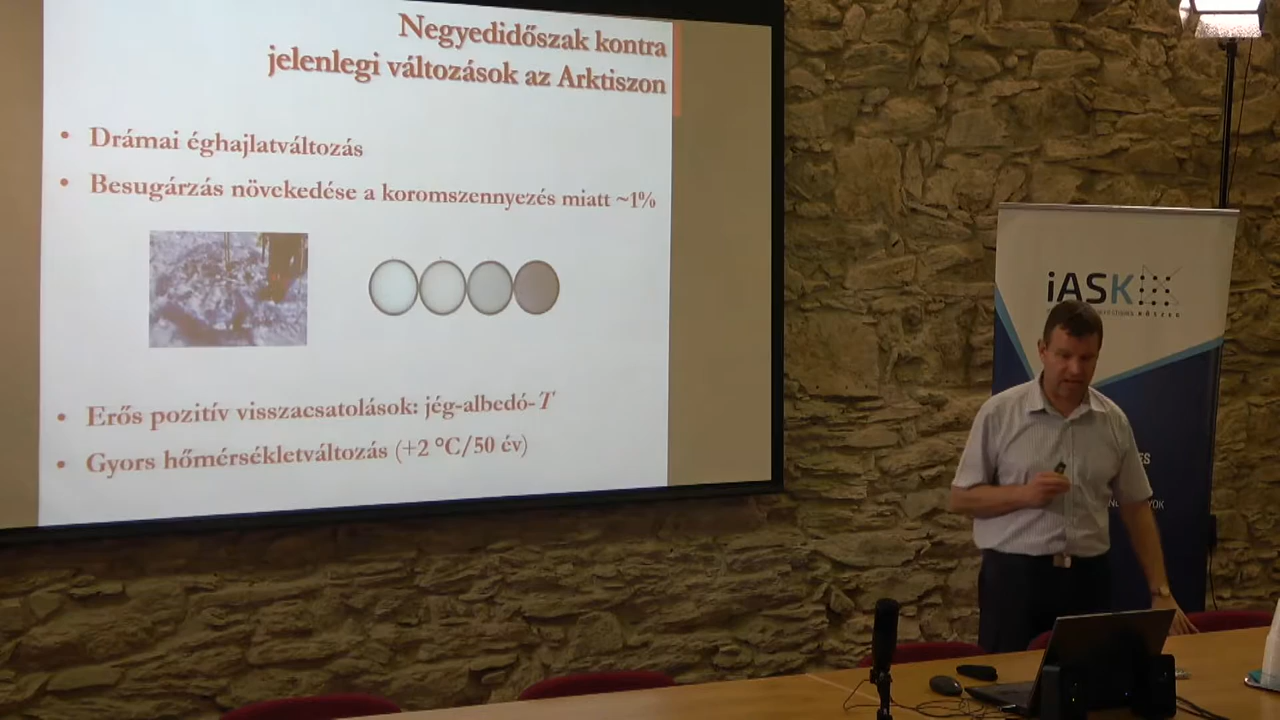 Negyedidőszak kontra
jelenlegi változások az Arktiszon
• Drámai éghajlatváltozás
• Besugárzás növekedése a koromszennyezés miatt ~1%
• Erős pozitív visszacsatolások: jég-albedó-T
• Gyors hőmérsékletváltozás (+2 °C/50 év)
iASK
KŐSZEG